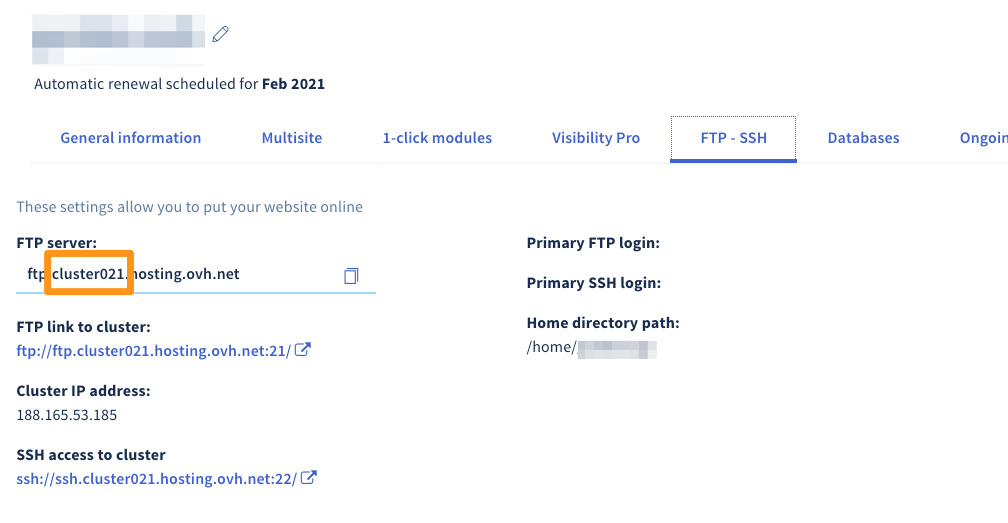 Automatic renewal scheduled for Feb 2021
General information Multisite 1-click modules Visibility Pro FTP - SSH Databases Ongoin
These settings allow you to put your website online
FTP server:
ftp.cluster021.hosting.ovh.net
FTP link to cluster:
ftp://ftp.cluster021.hosting.ovh.net:21/
Cluster IP address:
188.165.53.185
SSH access to cluster
ssh://ssh.cluster021.hosting.ovh.net:22/
Primary FTP login:
Primary SSH login:
Home directory path:
/home/